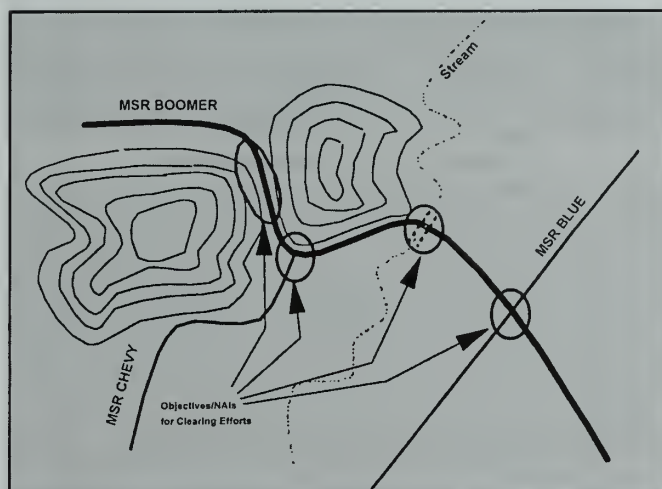 Stream
MSR BOOMER
MSR BLUE
MSR CHEVY
Objectives/NAIs
for Clearing Efforts